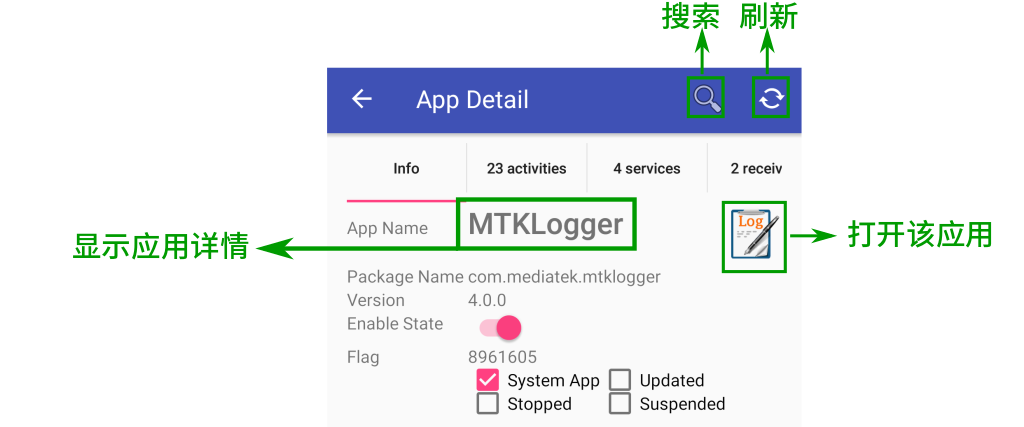 搜索 刷新
App Detail
Info 23 activities 4 services 2 receiv
App Name MTKLogger
Log
显示应用详情
打开该应用
Package Name com.mediatek.mtklogger
Version 4.0.0
Enable State
Flag 8961605
System App Updated
Stopped Suspended